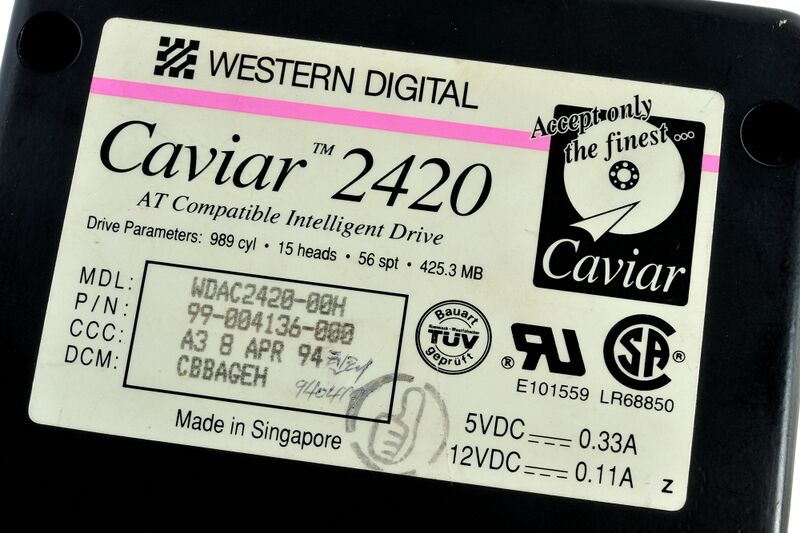 WESTERN DIGITAL
Accept only
the finest...
Caviar™ 2420
AT Compatible Intelligent Drive
Caviar
Drive Parameters: 989 cyl • 15 heads • 56 spt • 425.3 MB
MDL: WDAC2420-00H
P/N: 99-004136-000
CCC: A3 8 APR 94
DCM: CBBAGEH
Bauart
TÜV
geprüft
® RU
E101559
SA ®
LR68850
Made in Singapore
5VDC 0.33A
12VDC 0.11A
Z